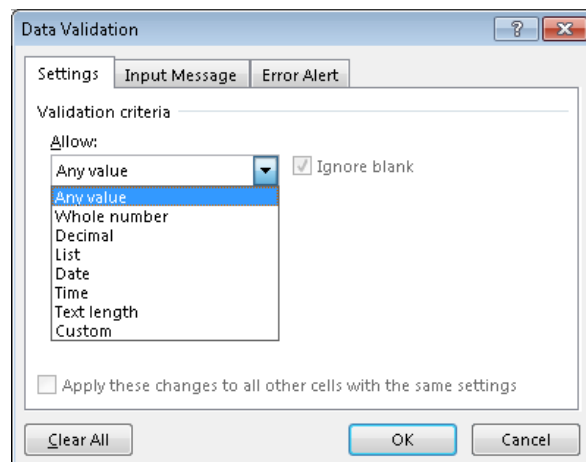 Data Validation
Settings Input Message Error Alert
Validation criteria
Allow:
Any value Ignore blank
Any value
Whole number
Decimal
List
Date
Time
Text length
Custom
Apply these changes to all other cells with the same settings
Clear All OK Cancel